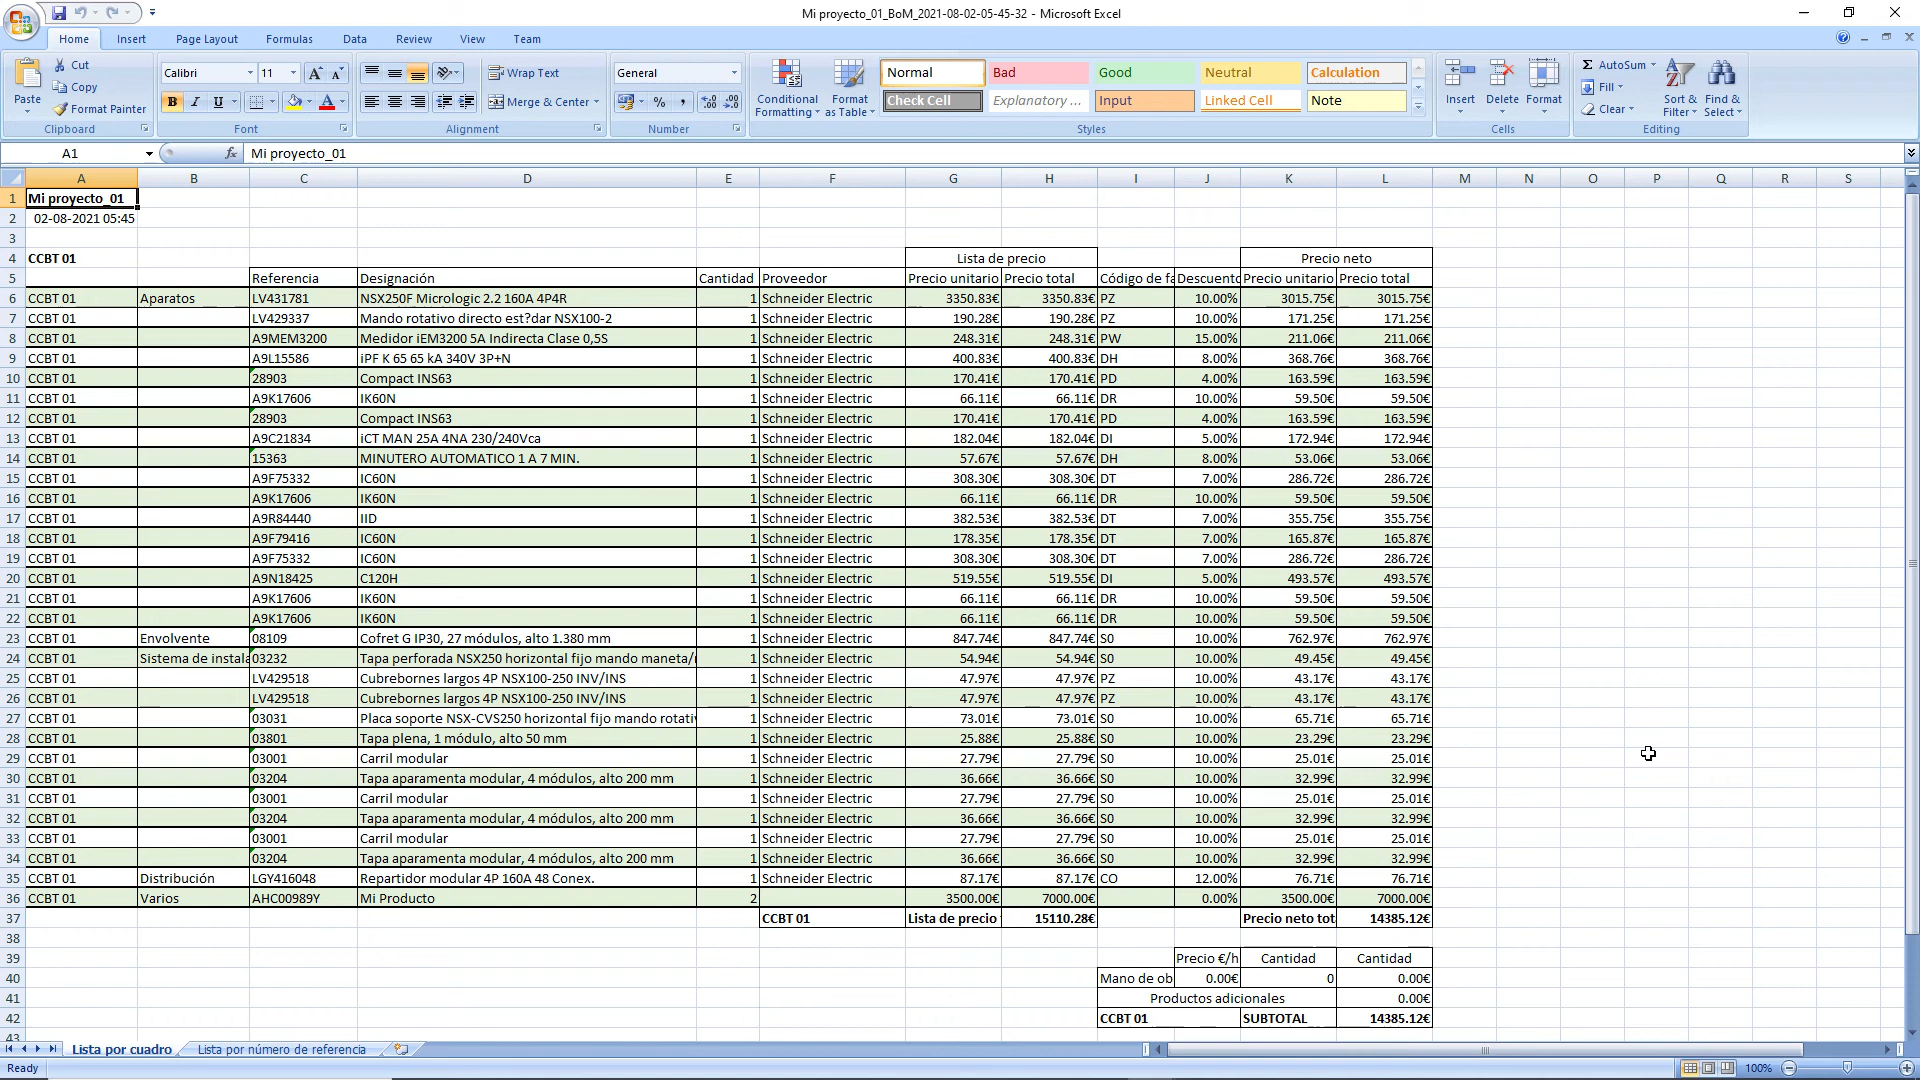 Mi proyecto_01_BoM_2021-08-02-05-45-32 - Microsoft Excel
Home Insert Page Layout Formulas Data Review View Team
Cut Calibri 11 Wrap Text General Normal Bad Good Neutral Calculation AutoSum
Copy Fill
Paste Format Painter Merge & Center Conditional Formatting Format as Table Check Cell Explanatory ... Input Linked Cell Note Insert Delete Format Clear Sort & Filter Find & Select
Clipboard Font Alignment Number Styles Cells Editing
A1 fx Mi proyecto_01
A B C D E F G H I J K L M N O P Q R S
1 Mi proyecto_01
2 02-08-2021 05:45
3
4 CCBT 01 Lista de precio Precio neto
5 Referencia Designación Cantidad Proveedor Precio unitario Precio total Código de fa Descuento Precio unitario Precio total
6 CCBT 01 Aparatos LV431781 NSX250F Micrologic 2.2 160A 4P4R 1 Schneider Electric 3350.83€ 3350.83€ PZ 10.00% 3015.75€ 3015.75€
7 CCBT 01 LV429337 Mando rotativo directo est?dar NSX100-2 1 Schneider Electric 190.28€ 190.28€ PZ 10.00% 171.25€ 171.25€
8 CCBT 01 A9MEM3200 Medidor iEM3200 5A Indirecta Clase 0,5S 1 Schneider Electric 248.31€ 248.31€ PW 15.00% 211.06€ 211.06€
9 CCBT 01 A9L15586 iPF K 65 65 kA 340V 3P+N 1 Schneider Electric 400.83€ 400.83€ DH 8.00% 368.76€ 368.76€
10 CCBT 01 28903 Compact INS63 1 Schneider Electric 170.41€ 170.41€ PD 4.00% 163.59€ 163.59€
11 CCBT 01 A9K17606 IK60N 1 Schneider Electric 66.11€ 66.11€ DR 10.00% 59.50€ 59.50€
12 CCBT 01 28903 Compact INS63 1 Schneider Electric 170.41€ 170.41€ PD 4.00% 163.59€ 163.59€
13 CCBT 01 A9C21834 iCT MAN 25A 4NA 230/240Vca 1 Schneider Electric 182.04€ 182.04€ DI 5.00% 172.94€ 172.94€
14 CCBT 01 15363 MINUTERO AUTOMATICO 1 A 7 MIN. 1 Schneider Electric 57.67€ 57.67€ DH 8.00% 53.06€ 53.06€
15 CCBT 01 A9F75332 IC60N 1 Schneider Electric 308.30€ 308.30€ DT 7.00% 286.72€ 286.72€
16 CCBT 01 A9K17606 IK60N 1 Schneider Electric 66.11€ 66.11€ DR 10.00% 59.50€ 59.50€
17 CCBT 01 A9R84440 IID 1 Schneider Electric 382.53€ 382.53€ DT 7.00% 355.75€ 355.75€
18 CCBT 01 A9F79416 IC60N 1 Schneider Electric 178.35€ 178.35€ DT 7.00% 165.87€ 165.87€
19 CCBT 01 A9F75332 IC60N 1 Schneider Electric 308.30€ 308.30€ DT 7.00% 286.72€ 286.72€
20 CCBT 01 A9N18425 C120H 1 Schneider Electric 519.55€ 519.55€ DI 5.00% 493.57€ 493.57€
21 CCBT 01 A9K17606 IK60N 1 Schneider Electric 66.11€ 66.11€ DR 10.00% 59.50€ 59.50€
22 CCBT 01 A9K17606 IK60N 1 Schneider Electric 66.11€ 66.11€ DR 10.00% 59.50€ 59.50€
23 CCBT 01 Envolvente 08109 Cofret G IP30, 27 módulos, alto 1.380 mm 1 Schneider Electric 847.74€ 847.74€ S0 10.00% 762.97€ 762.97€
24 CCBT 01 Sistema de instala 03232 Tapa perforada NSX250 horizontal fijo mando maneta/r 1 Schneider Electric 54.94€ 54.94€ S0 10.00% 49.45€ 49.45€
25 CCBT 01 LV429518 Cubrebornes largos 4P NSX100-250 INV/INS 1 Schneider Electric 47.97€ 47.97€ PZ 10.00% 43.17€ 43.17€
26 CCBT 01 LV429518 Cubrebornes largos 4P NSX100-250 INV/INS 1 Schneider Electric 47.97€ 47.97€ PZ 10.00% 43.17€ 43.17€
27 CCBT 01 03031 Placa soporte NSX-CVS250 horizontal fijo mando rotativ 1 Schneider Electric 73.01€ 73.01€ S0 10.00% 65.71€ 65.71€
28 CCBT 01 03801 Tapa plena, 1 módulo, alto 50 mm 1 Schneider Electric 25.88€ 25.88€ S0 10.00% 23.29€ 23.29€
29 CCBT 01 03001 Carril modular 1 Schneider Electric 27.79€ 27.79€ S0 10.00% 25.01€ 25.01€
30 CCBT 01 03204 Tapa aparamenta modular, 4 módulos, alto 200 mm 1 Schneider Electric 36.66€ 36.66€ S0 10.00% 32.99€ 32.99€
31 CCBT 01 03001 Carril modular 1 Schneider Electric 27.79€ 27.79€ S0 10.00% 25.01€ 25.01€
32 CCBT 01 03204 Tapa aparamenta modular, 4 módulos, alto 200 mm 1 Schneider Electric 36.66€ 36.66€ S0 10.00% 32.99€ 32.99€
33 CCBT 01 03001 Carril modular 1 Schneider Electric 27.79€ 27.79€ S0 10.00% 25.01€ 25.01€
34 CCBT 01 03204 Tapa aparamenta modular, 4 módulos, alto 200 mm 1 Schneider Electric 36.66€ 36.66€ S0 10.00% 32.99€ 32.99€
35 CCBT 01 Distribución LGY416048 Repartidor modular 4P 160A 48 Conex. 1 Schneider Electric 87.17€ 87.17€ CO 12.00% 76.71€ 76.71€
36 CCBT 01 Varios AHC00989Y Mi Producto 2 3500.00€ 7000.00€ 0.00% 3500.00€ 7000.00€
37 CCBT 01 Lista de precio 15110.28€ Precio neto tot 14385.12€
38
39 Precio €/h Cantidad Cantidad
40 Mano de ob 0.00€ 0 0.00€
41 Productos adicionales 0.00€
42 CCBT 01 SUBTOTAL 14385.12€
43
Lista por cuadro Lista por número de referencia
Ready 100%